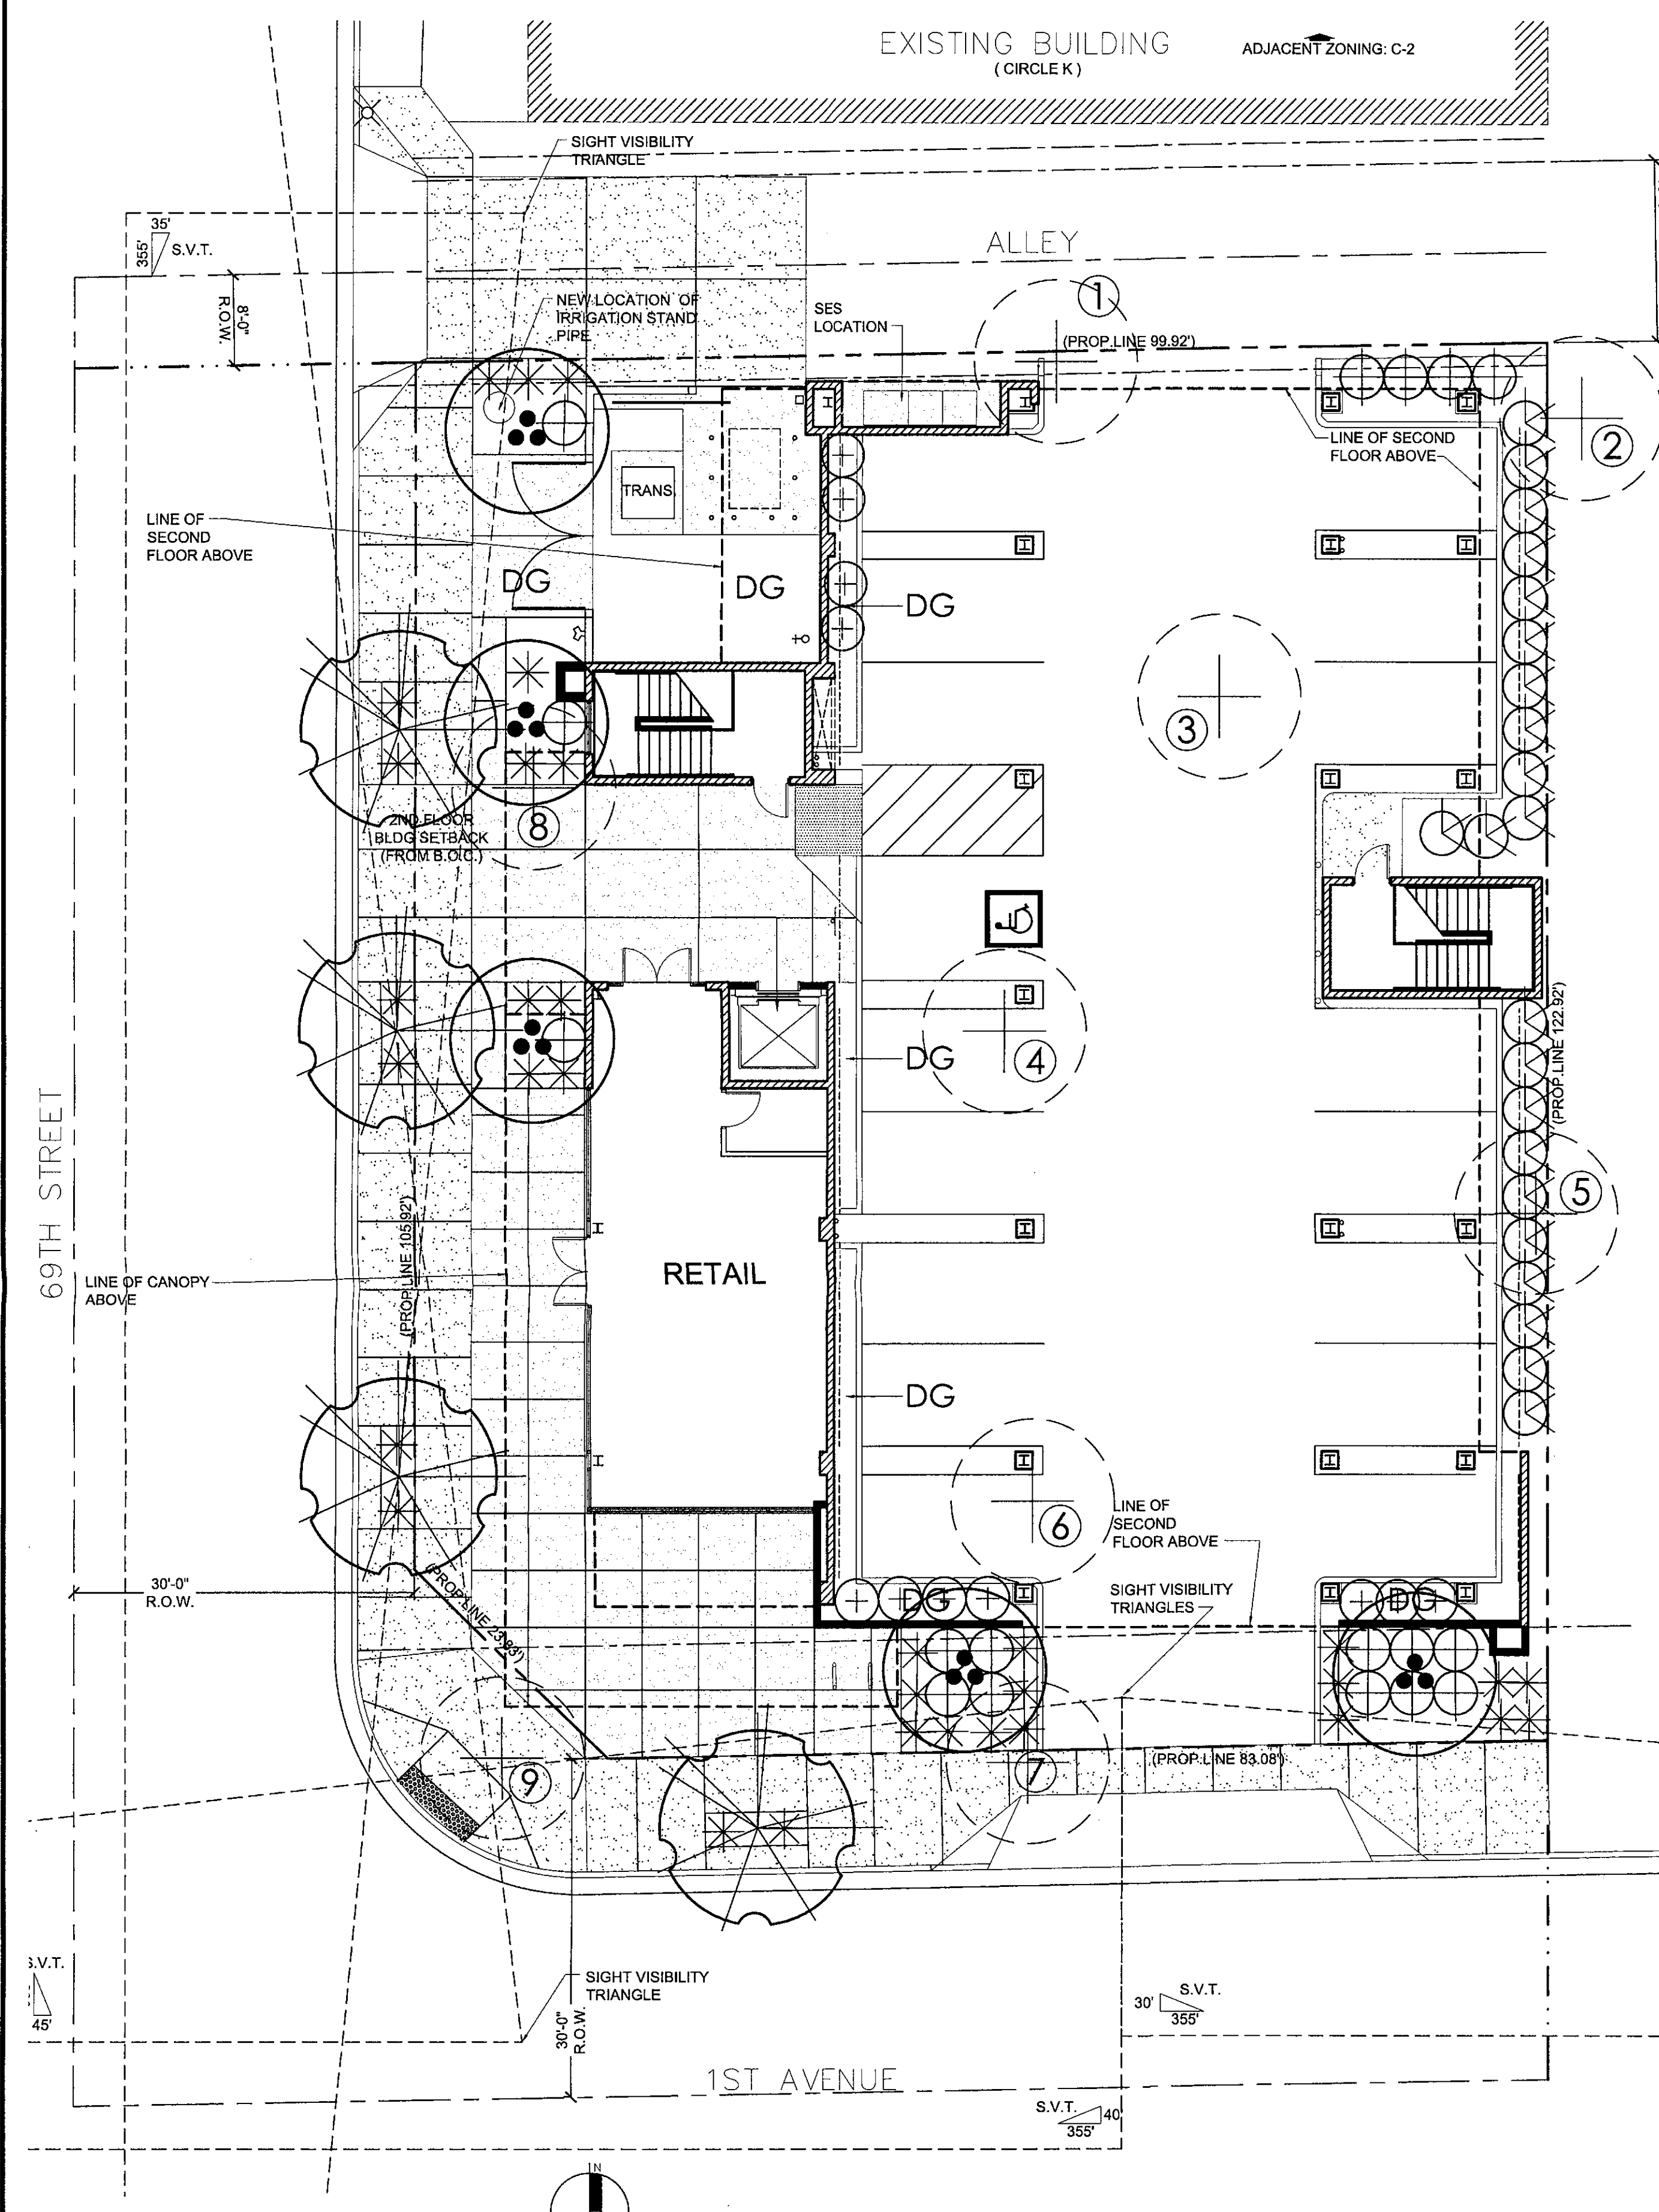 EXISTING BUILDING
( CIRCLE K )
ADJACENT ZONING: C-2
SIGHT VISIBILITY
TRIANGLE
35'
355'
S.V.T.
ALLEY
8'-0"
R.O.W.
NEW LOCATION OF
IRRIGATION STAND
PIPE
SES
LOCATION
1
(PROP.LINE 99.92')
LINE OF SECOND
FLOOR ABOVE
2
TRANS.
LINE OF
SECOND
FLOOR ABOVE
DG
DG
DG
3
8
2ND FLOOR
BLDG SETBACK
(FROM B.O.C.)
DG
4
(PROP.LINE 122.92')
5
69TH STREET
(PROP.LINE 105.92')
LINE OF CANOPY
ABOVE
RETAIL
DG
6
LINE OF
SECOND
FLOOR ABOVE
30'-0"
R.O.W.
(PROP.LINE 23.83')
DG
SIGHT VISIBILITY
TRIANGLES
DG
9
7
(PROP.LINE 83.08')
S.V.T.
45'
SIGHT VISIBILITY
TRIANGLE
30'-0"
R.O.W.
30'
S.V.T.
355'
1ST AVENUE
S.V.T.
40
355'
N